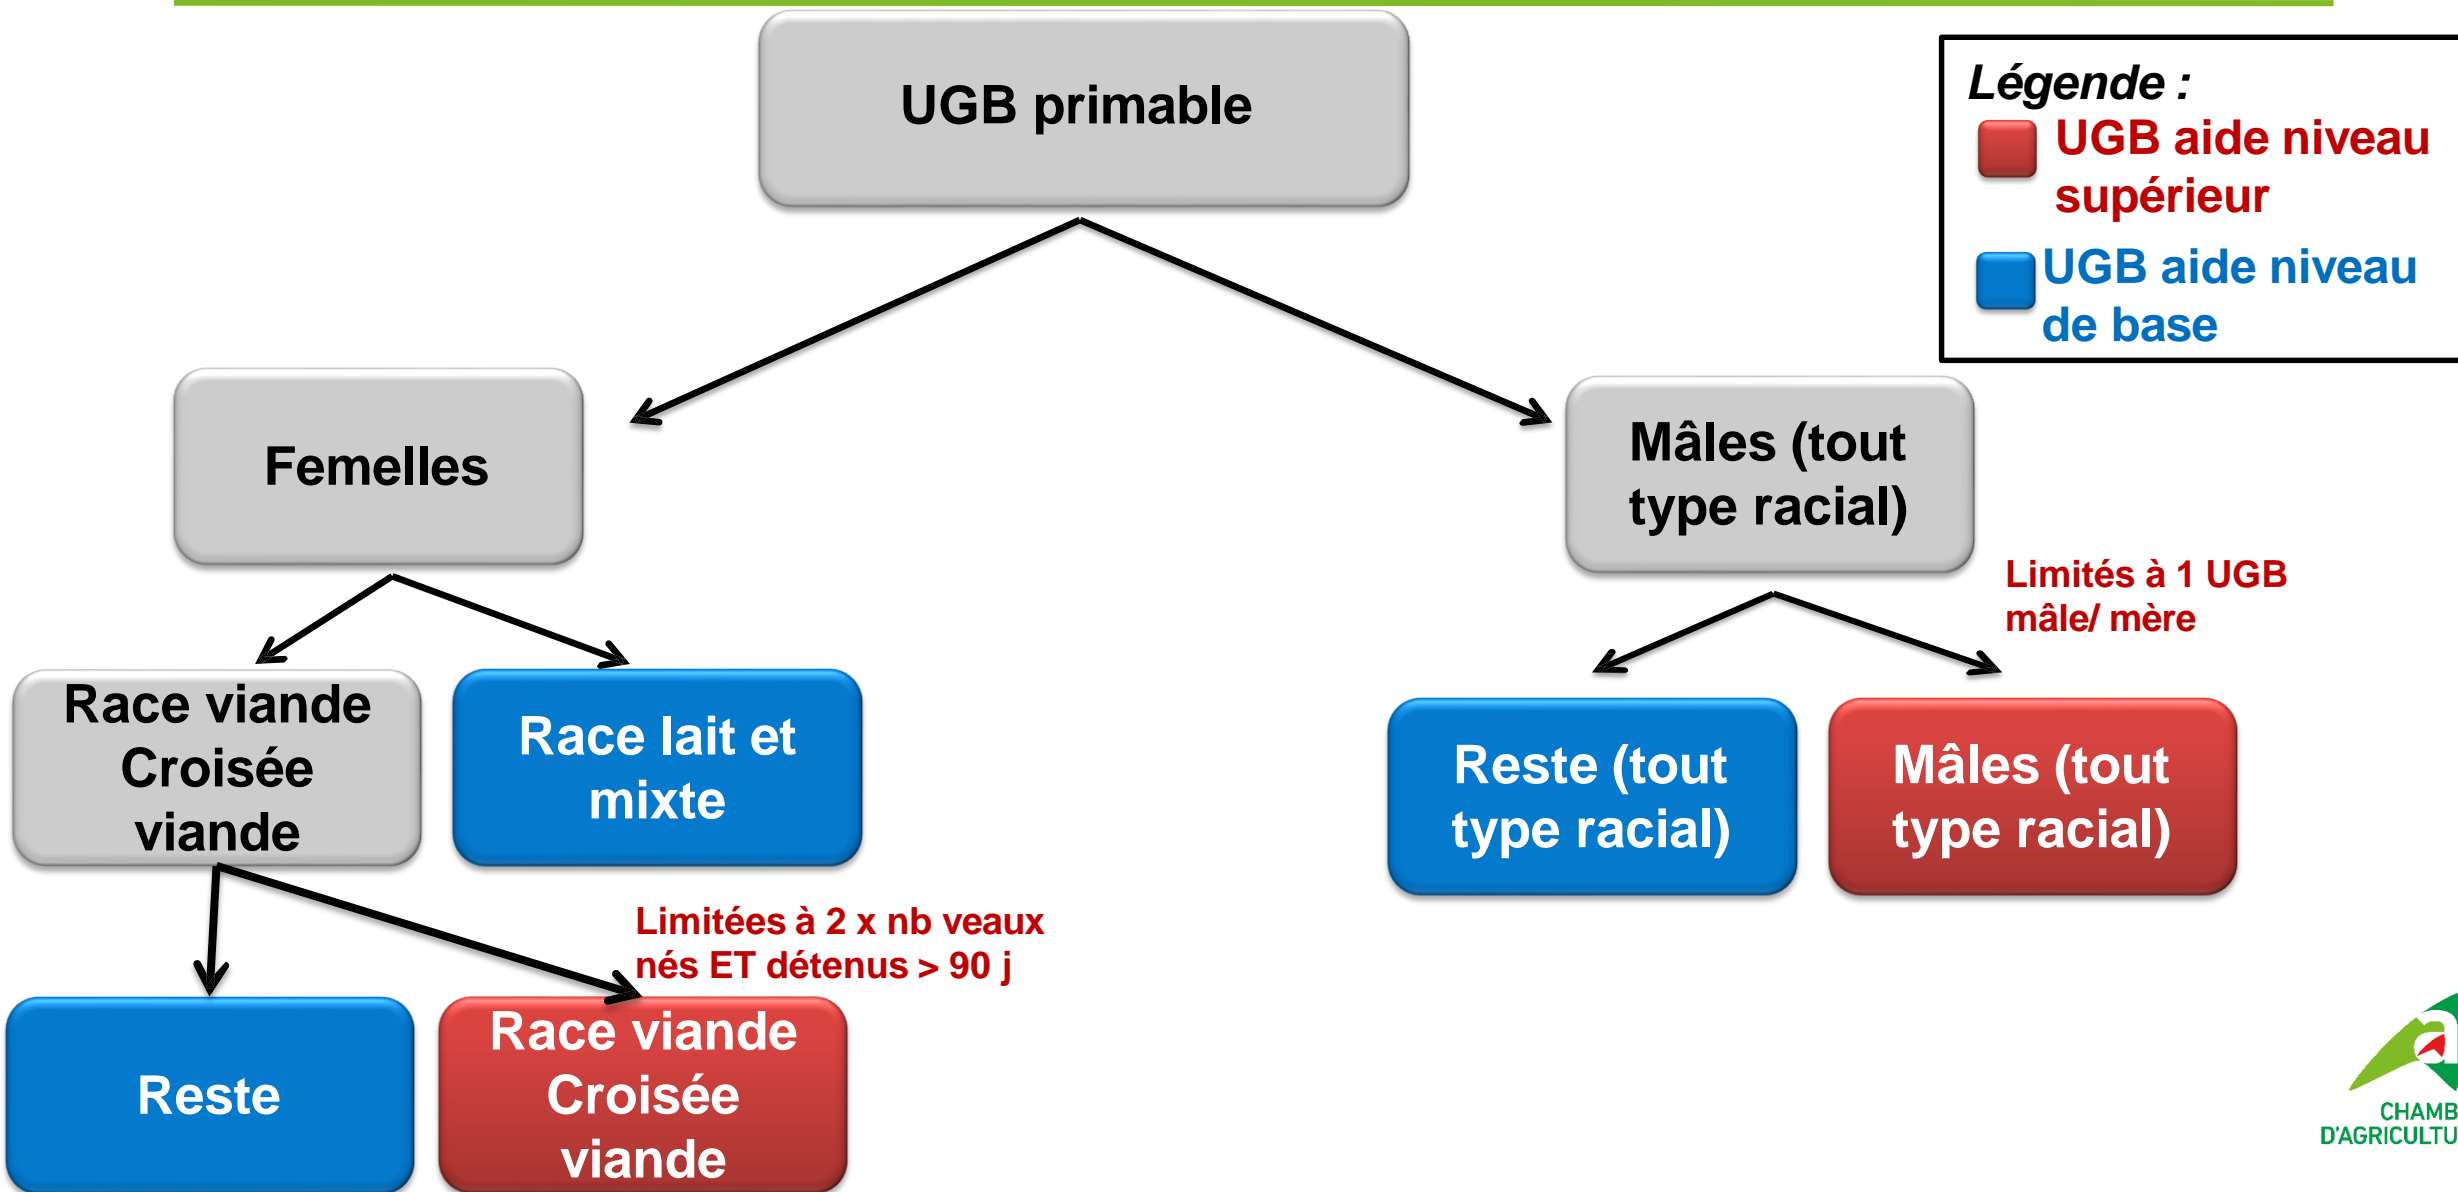 UGB primable
Légende :
UGB aide niveau
supérieur
UGB aide niveau
de base
Femelles
Mâles (tout
type racial)
Limités à 1 UGB
mâle/ mère
Race viande
Croisée
viande
Race lait et
mixte
Reste (tout
type racial)
Mâles (tout
type racial)
Limitées à 2 x nb veaux
nés ET détenus > 90 j
Reste
Race viande
Croisée
viande
CHAMB
D'AGRICULTU